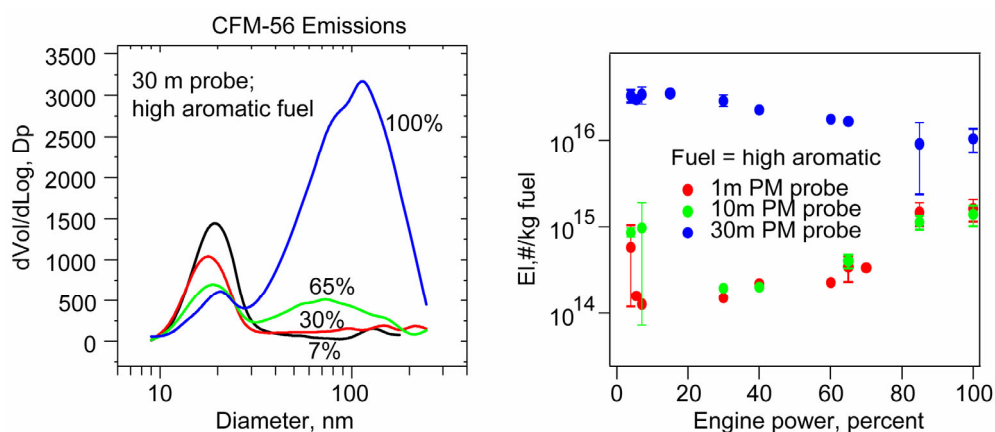 CFM-56 Emissions
3500
3000
2500
2000
1500
1000
500
0
dVol/dLog, Dp
30 m probe;
high aromatic fuel
100%
65%
30%
7%
10
100
Diameter, nm
EI,#/kg fuel
10^16
10^15
10^14
Fuel = high aromatic
1m PM probe
10m PM probe
30m PM probe
0
20
40
60
80
100
Engine power, percent